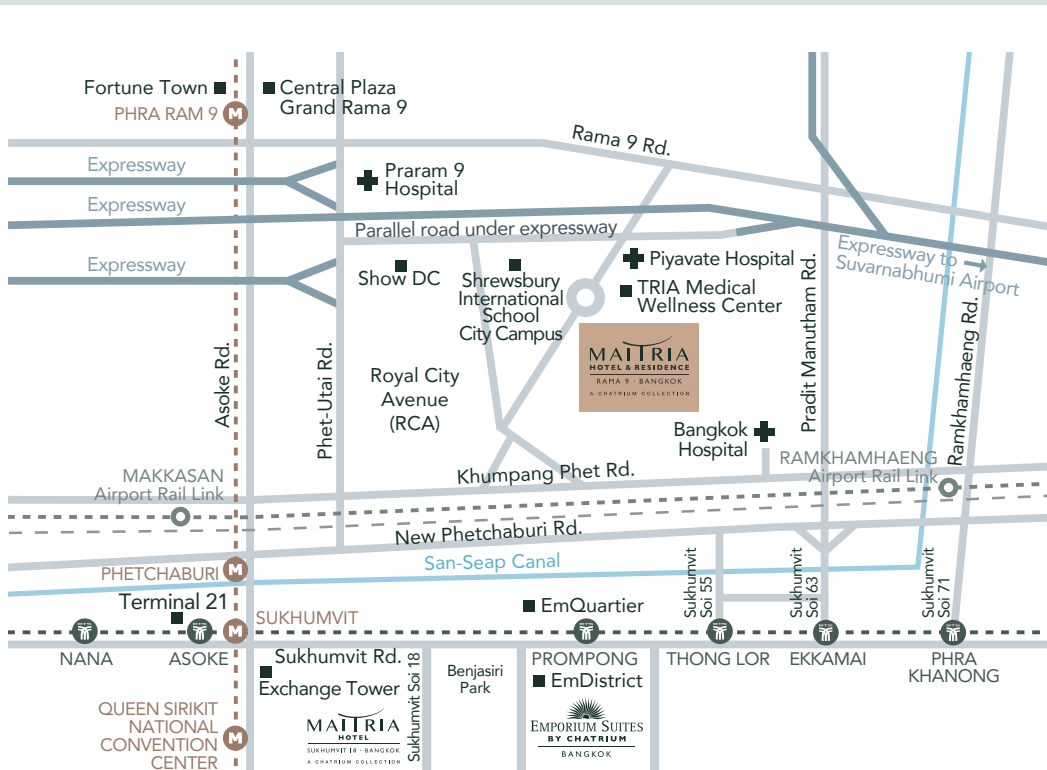 Fortune Town
Central Plaza
Grand Rama 9
PHRA RAM 9
M
Rama 9 Rd.
Expressway
Praram 9
Hospital
Expressway
Parallel road under expressway
Expressway
Expressway to
Suvarnabhumi Airport
Show DC
Shrewsbury
International
School
City Campus
Piyavate Hospital
TRIA Medical
Wellness Center
MAITRIA
HOTEL & RESIDENCE
RAMA 9 - BANGKOK
A CHATRIUM COLLECTION
Asoke Rd.
Phet-Utai Rd.
Royal City
Avenue
(RCA)
Pradit Manutham Rd.
Ramkhamhaeng Rd.
Bangkok
Hospital
MAKKASAN
Airport Rail Link
Khumpang Phet Rd.
RAMKHAMHAENG
Airport Rail Link
New Phetchaburi Rd.
San-Seap Canal
PHETCHABURI
M
Sukhumvit
Soi 55
Sukhumvit
Soi 63
Sukhumvit
Soi 71
Terminal 21
M
SUKHUMVIT
EmQuartier
BTS
BTS
BTS
BTS
BTS
BTS
NANA
ASOKE
Sukhumvit Rd.
PROMPONG
THONG LOR
EKKAMAI
PHRA
KHANONG
Exchange Tower
Sukhumvit Soi 18
Benjasiri
Park
EmDistrict
QUEEN SIRIKIT
NATIONAL
CONVENTION
CENTER
M
MAITRIA
HOTEL
SUKHUMVIT 18 - BANGKOK
A CHATRIUM COLLECTION
EMPORIUM SUITES
BY CHATRIUM
BANGKOK